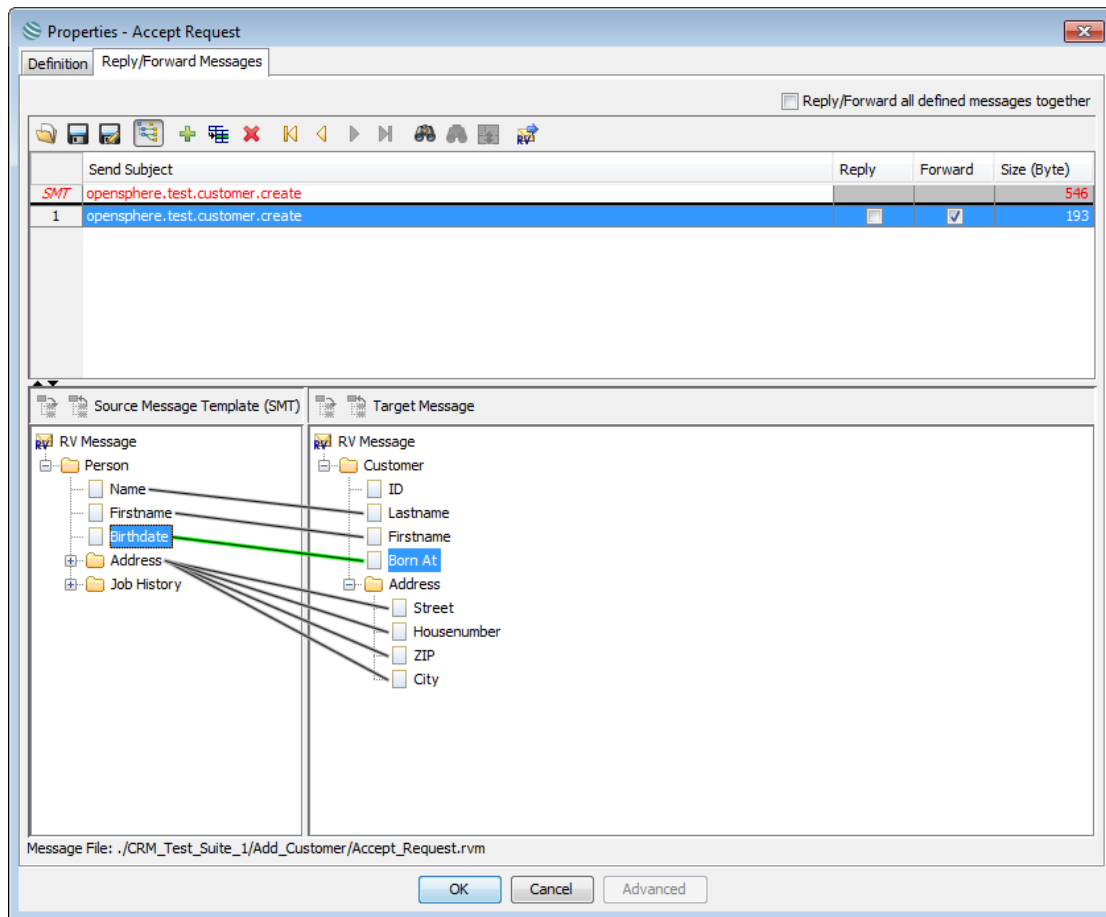 Properties - Accept Request
Definition Reply/Forward Messages
Reply/Forward all defined messages together
RV
Send Subject Reply Forward Size (Byte)
SMT opensphere.test.customer.create 546
1 opensphere.test.customer.create 193
Source Message Template (SMT) Target Message
RV RV Message RV RV Message
Person Customer
Name ID
Firstname Lastname
Birthdate Firstname
Address Born At
Job History Address
Street
Housenumber
ZIP
City
Message File: ./CRM_Test_Suite_1/Add_Customer/Accept_Request.rvm
OK Cancel Advanced